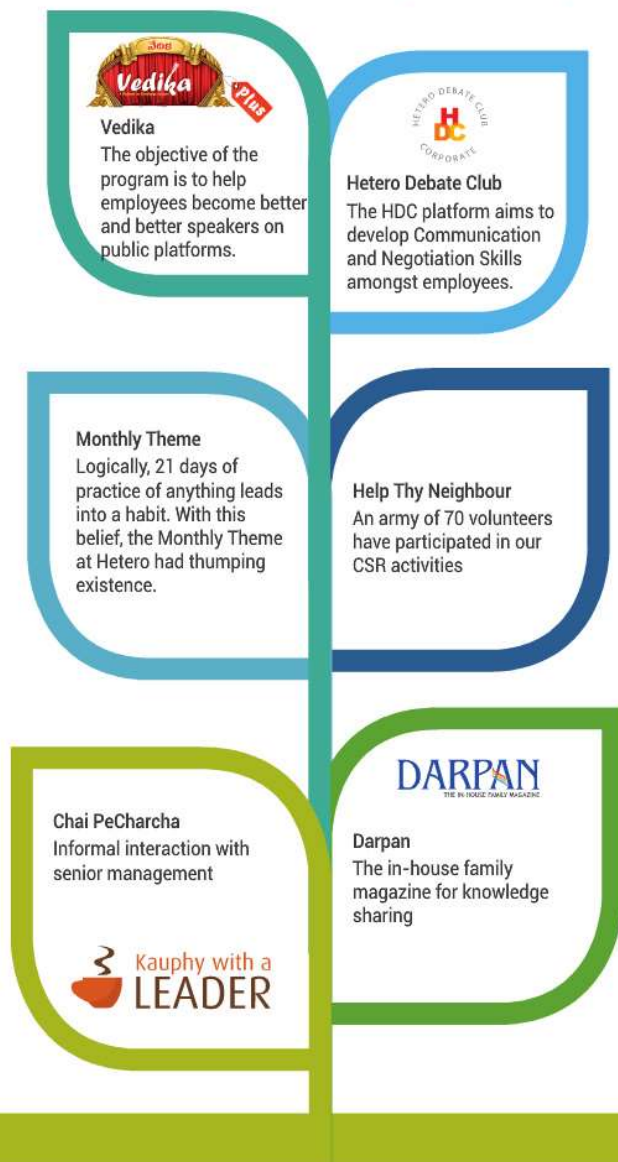 వేదిక
Vedika
Plus
Vedika
The objective of the
program is to help
employees become better
and better speakers on
public platforms.
HETERO DEBATE CLUB
H
DC
CORPORATE
Hetero Debate Club
The HDC platform aims to
develop Communication
and Negotiation Skills
amongst employees.
Monthly Theme
Logically, 21 days of
practice of anything leads
into a habit. With this
belief, the Monthly Theme
at Hetero had thumping
existence.
Help Thy Neighbour
An army of 70 volunteers
have participated in our
CSR activities
Chai PeCharcha
Informal interaction with
senior management
Kauphy with a
LEADER
DARPAN
THE IN-HOUSE FAMILY MAGAZINE
Darpan
The in-house family
magazine for knowledge
sharing